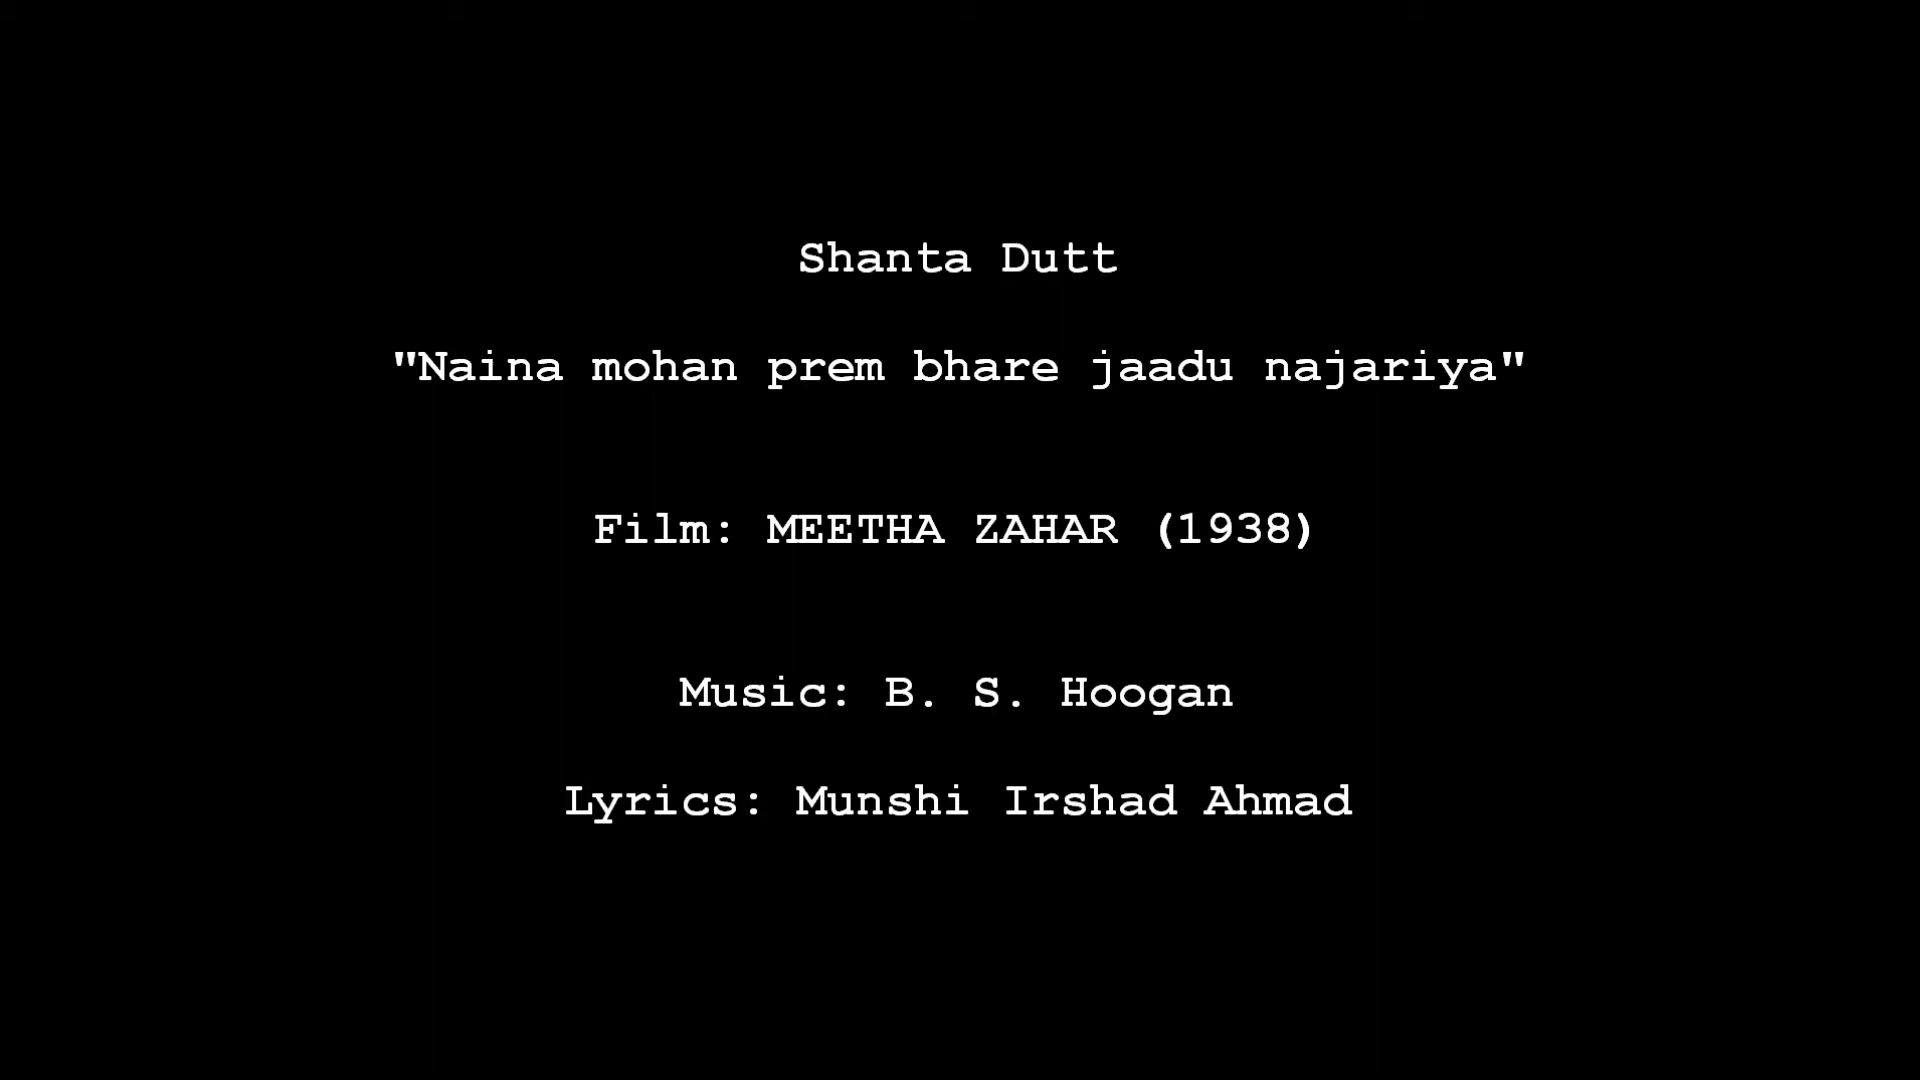 Shanta Dutt
"Naina mohan prem bhare jaadu najariya"
Film: MEETHA ZAHAR (1938)
Music: B. S. Hoogan
Lyrics: Munshi Irshad Ahmad